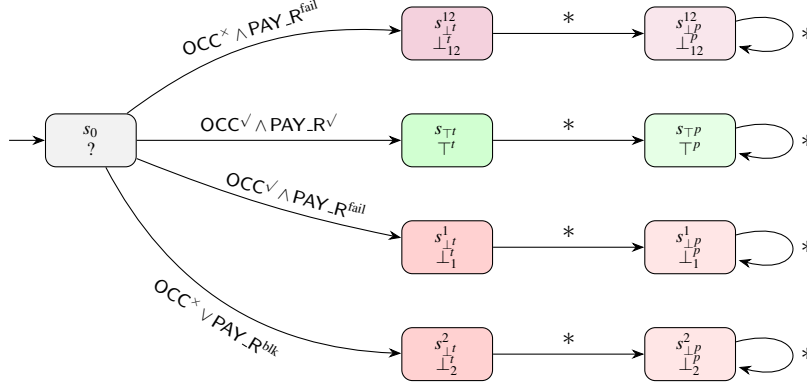 OCC^× ∧ PAY_R^fail
s^12_⊥^t
⊥^t_12
*
s^12_⊥^p
⊥^p_12
*
s_0
?
OCC^✓ ∧ PAY_R^✓
s_⊤^t
⊤^t
*
s_⊤^p
⊤^p
*
OCC^✓ ∧ PAY_R^fail
s^1_⊥^t
⊥^t_1
*
s^1_⊥^p
⊥^p_1
*
OCC^× ∨ PAY_R^blk
s^2_⊥^t
⊥^t_2
*
s^2_⊥^p
⊥^p_2
*